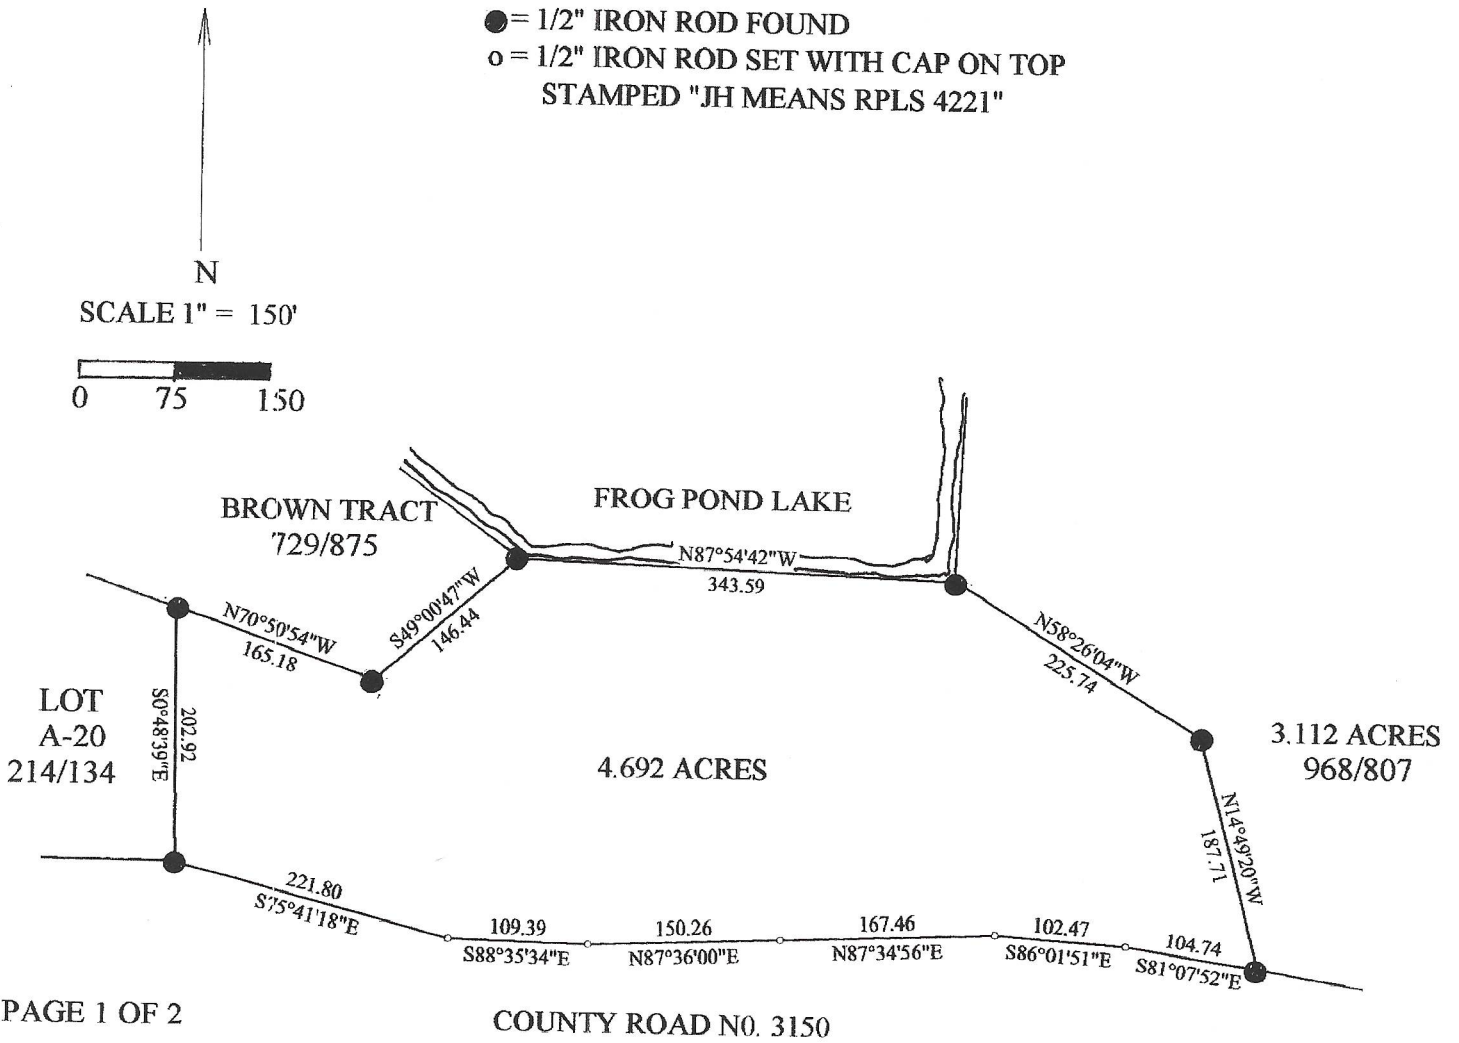 ●= 1/2" IRON ROD FOUND
o = 1/2" IRON ROD SET WITH CAP ON TOP
STAMPED "JH MEANS RPLS 4221"
N
SCALE 1" = 150'
0 75 150
BROWN TRACT
729/875
FROG POND LAKE
N87°54'42"W
343.59
S49°00'47"W
146.44
N70°50'54"W
165.18
N58°26'04"W
225.74
LOT
A-20
214/134
202.92
S0°48'39"E
4.692 ACRES
3.112 ACRES
968/807
N14°49'20"W
187.71
221.80
S75°41'18"E
109.39
S88°35'34"E
150.26
N87°36'00"E
167.46
N87°34'56"E
102.47
S86°01'51"E
104.74
S81°07'52"E
PAGE 1 OF 2
COUNTY ROAD N0. 3150